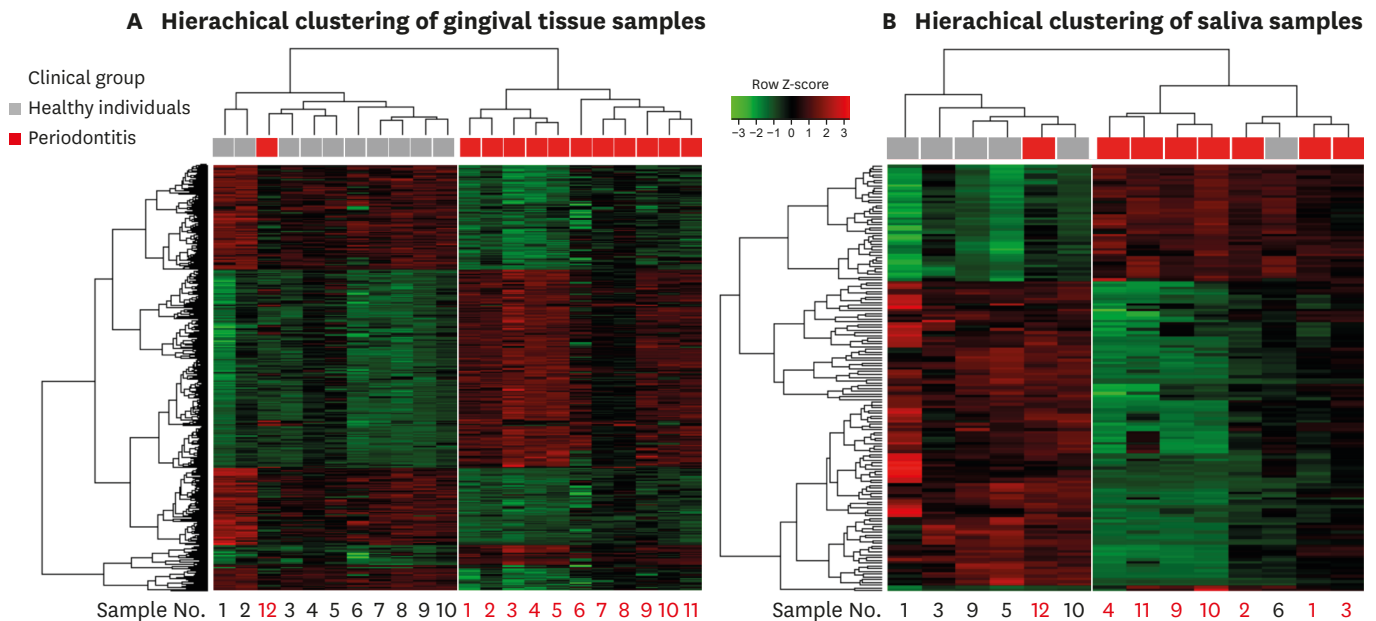 A Hierachical clustering of gingival tissue samples
Clinical group
Healthy individuals
Periodontitis
Sample No. 1 2 12 3 4 5 6 7 8 9 10 1 2 3 4 5 6 7 8 9 10 11
B Hierachical clustering of saliva samples
Row Z-score
−3 −2 −1 0 1 2 3
1 3 9 5 12 10 4 11 9 10 2 6 1 3